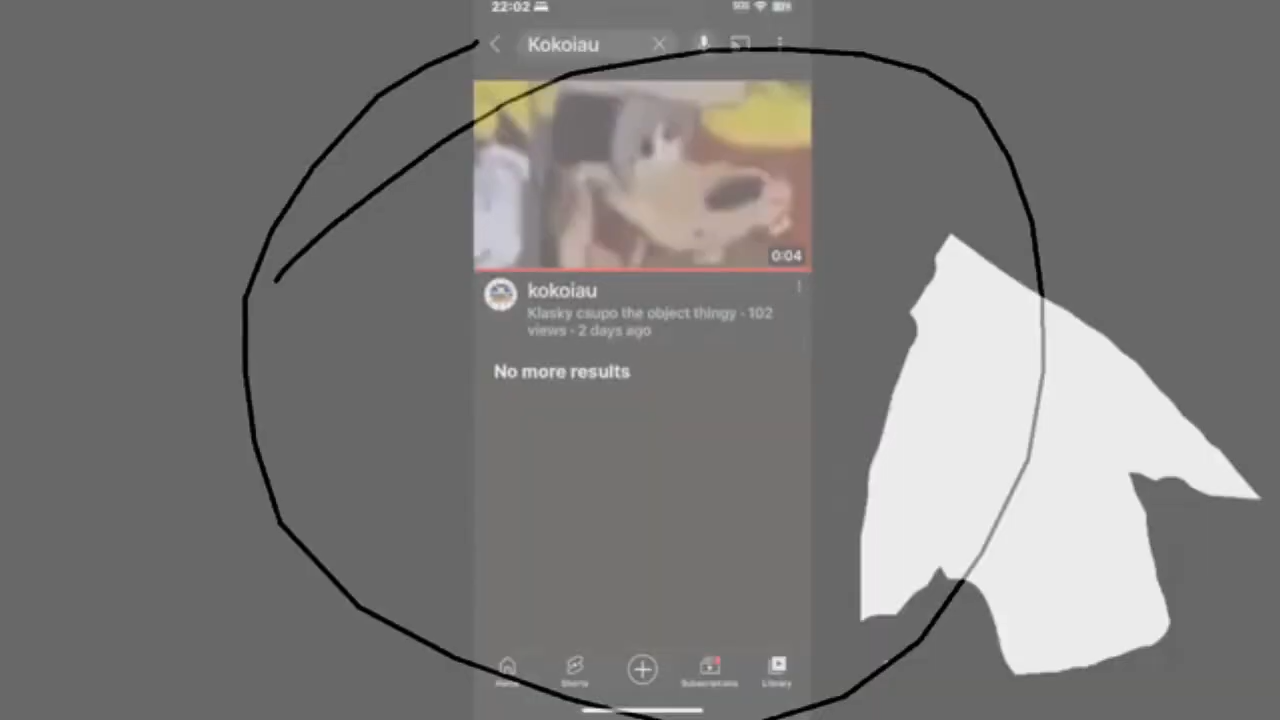 22:02
SOS
Kokoiau
0:04
kokoiau
Klasky csupo the object thingy - 102
views - 2 days ago
No more results
Home
Shorts
Subscriptions
Library